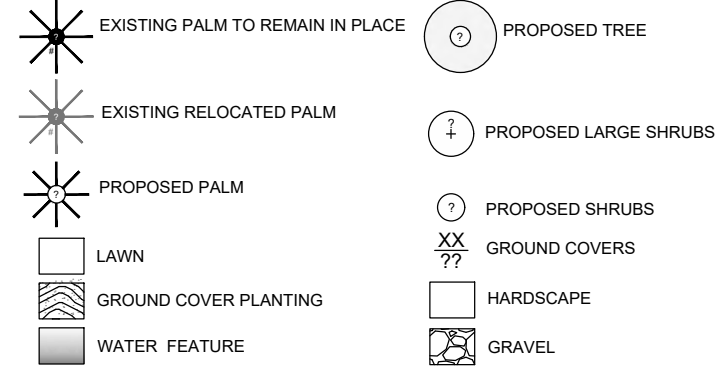 ?
#
EXISTING PALM TO REMAIN IN PLACE
?
#
EXISTING RELOCATED PALM
?
PROPOSED PALM
LAWN
GROUND COVER PLANTING
WATER FEATURE
?
PROPOSED TREE
?
PROPOSED LARGE SHRUBS
?
PROPOSED SHRUBS
XX
??
GROUND COVERS
HARDSCAPE
GRAVEL